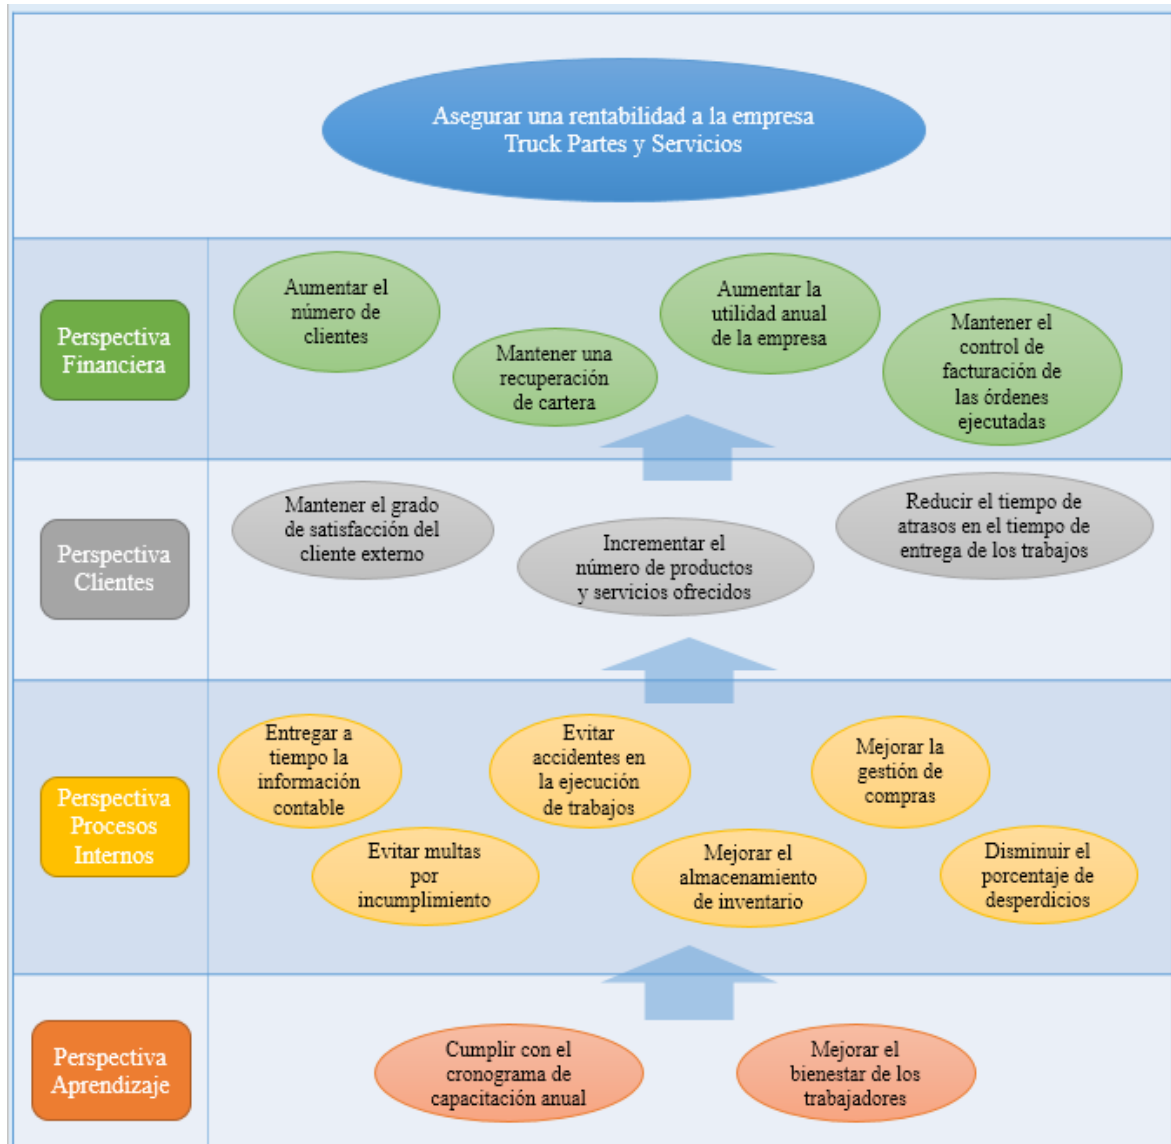 Asegurar una rentabilidad a la empresa
Truck Partes y Servicios
Perspectiva
Financiera
Aumentar el
número de
clientes
Mantener una
recuperación
de cartera
Aumentar la
utilidad anual
de la empresa
Mantener el
control de
facturación de
las órdenes
ejecutadas
Perspectiva
Clientes
Mantener el grado
de satisfacción del
cliente externo
Incrementar el
número de productos
y servicios ofrecidos
Reducir el tiempo de
atrasos en el tiempo de
entrega de los trabajos
Perspectiva
Procesos
Internos
Entregar a
tiempo la
información
contable
Evitar multas
por
incumplimiento
Evitar
accidentes en
la ejecución
de trabajos
Mejorar el
almacenamiento
de inventario
Mejorar la
gestión de
compras
Disminuir el
porcentaje de
desperdicios
Perspectiva
Aprendizaje
Cumplir con el
cronograma de
capacitación anual
Mejorar el
bienestar de los
trabajadores